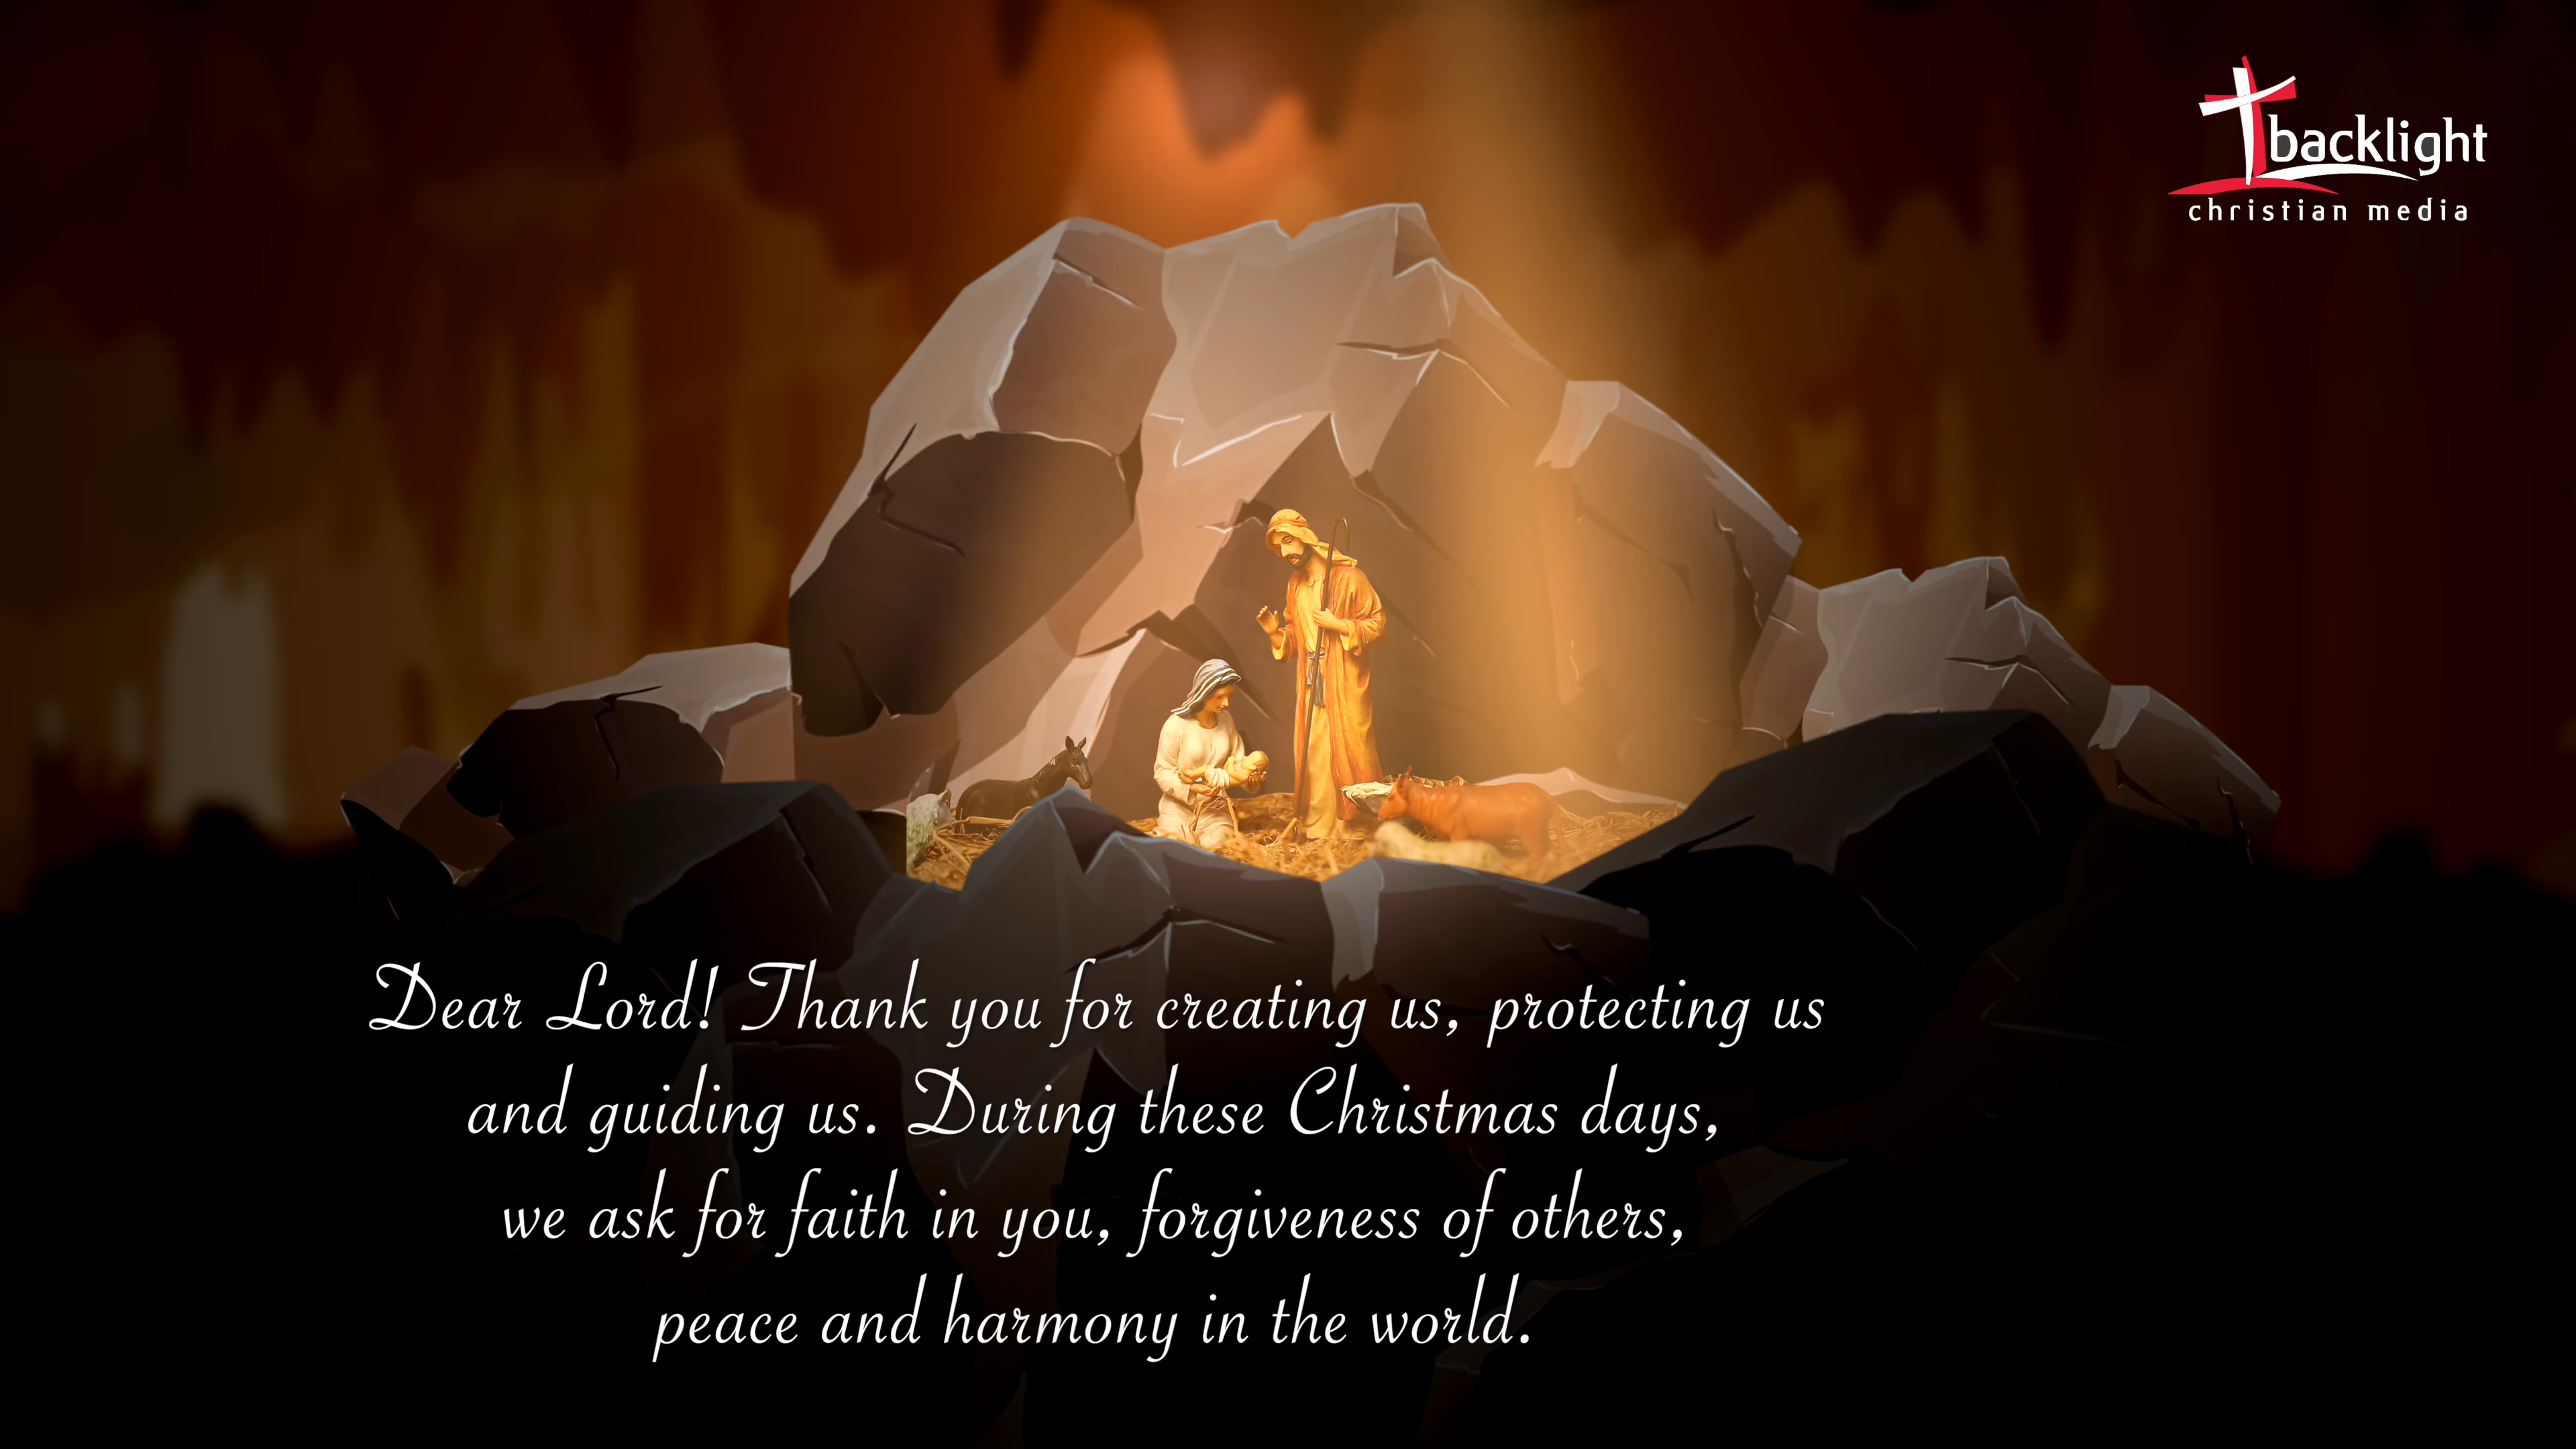 backlight
christian media
Dear Lord! Thank you for creating us, protecting us
and guiding us. During these Christmas days,
we ask for faith in you, forgiveness of others,
peace and harmony in the world.